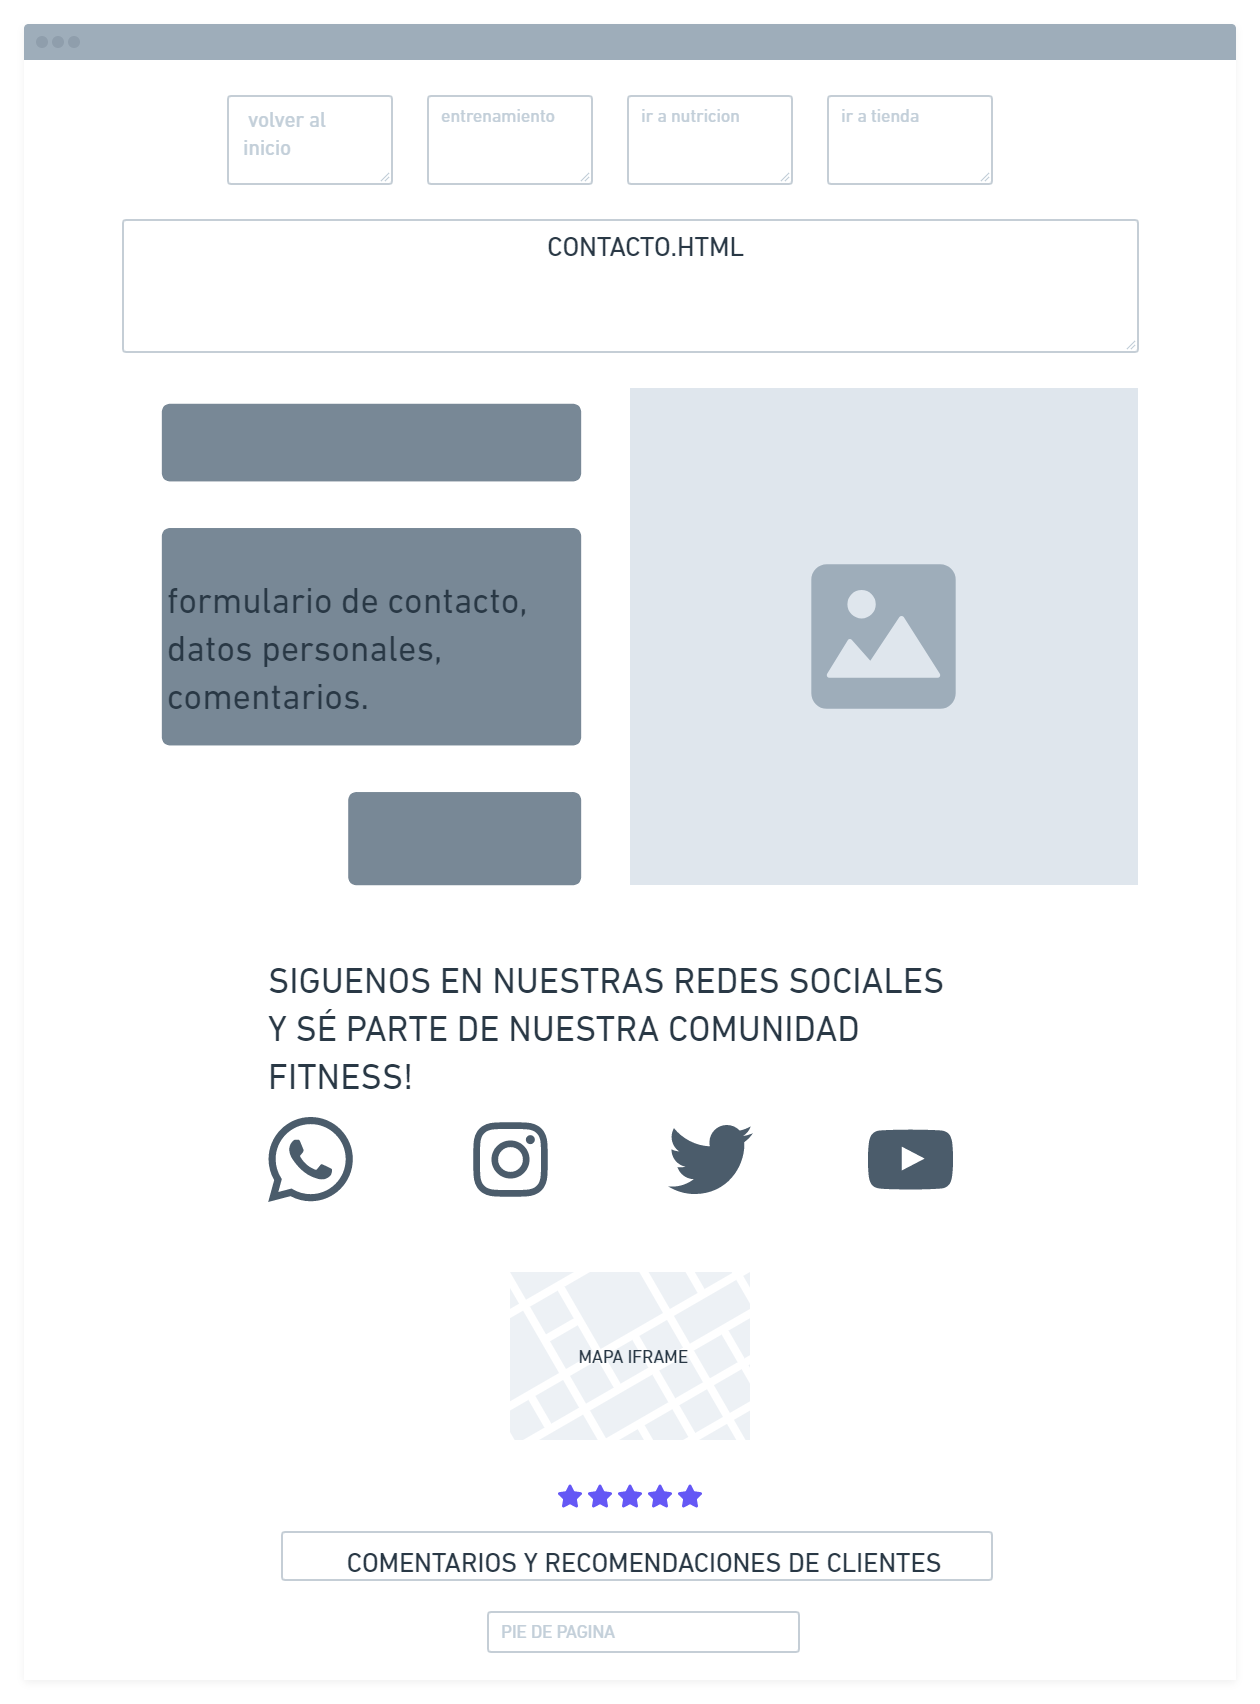 volver al
inicio
entrenamiento
ir a nutricion
ir a tienda
CONTACTO.HTML
formulario de contacto,
datos personales,
comentarios.
SIGUENOS EN NUESTRAS REDES SOCIALES
Y SÉ PARTE DE NUESTRA COMUNIDAD
FITNESS!
MAPA IFRAME
COMENTARIOS Y RECOMENDACIONES DE CLIENTES
PIE DE PAGINA